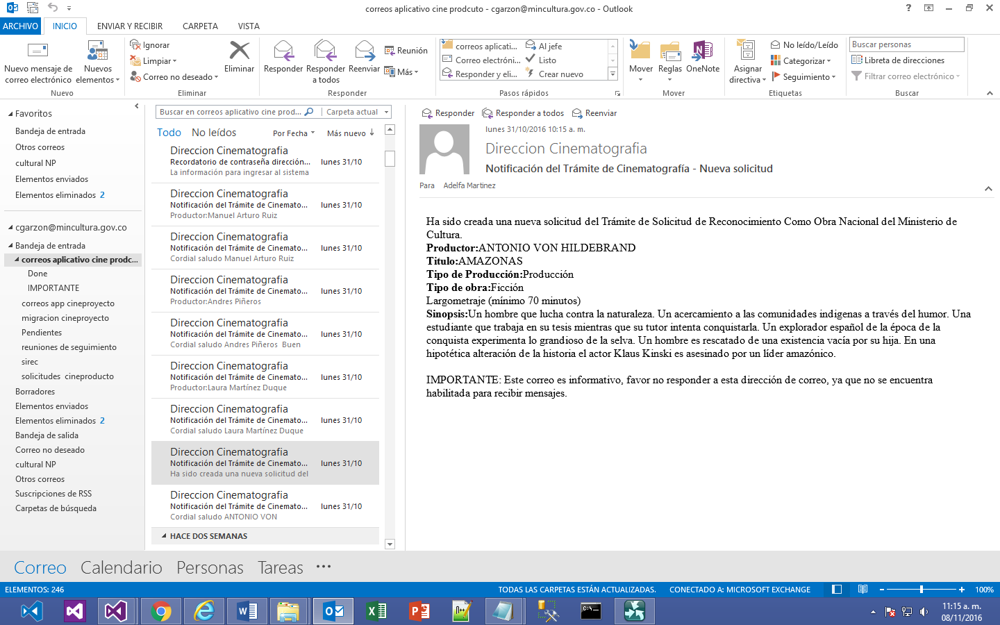 correos aplicativo cine prodcuto - cgarzon@mincultura.gov.co - Outlook
ARCHIVO INICIO ENVIAR Y RECIBIR CARPETA VISTA
Nuevo mensaje de correo electrónico
Nuevos elementos
Nuevo
Ignorar
Limpiar
Correo no deseado
Eliminar
Eliminar
Responder
Responder a todos
Reenviar
Reunión
Más
Responder
correos aplicati...
Correo electróni...
Responder y eli...
Al jefe
Listo
Crear nuevo
Pasos rápidos
Mover
Reglas
OneNote
Mover
Asignar directiva
No leído/Leído
Categorizar
Seguimiento
Etiquetas
Buscar personas
Libreta de direcciones
Filtrar correo electrónico
Buscar
Favoritos
Bandeja de entrada
Otros correos
cultural NP
Elementos enviados
Elementos eliminados 2
cgarzon@mincultura.gov.co
Bandeja de entrada
correos aplicativo cine prodc...
Done
IMPORTANTE
correos app cineproyecto
migracion cineproyecto
Pendientes
reuniones de seguimiento
sirec
solicitudes cineproducto
Borradores
Elementos enviados
Elementos eliminados 2
Bandeja de salida
Correo no deseado
cultural NP
Otros correos
Suscripciones de RSS
Carpetas de búsqueda
Buscar en correos aplicativo cine prod... Carpeta actual
Todo No leídos Por Fecha Más nuevo
Direccion Cinematografia
Recordatorio de contraseña dirección... lunes 31/10
La información para ingresar al sistema
Direccion Cinematografia
Notificación del Trámite de Cinemato... lunes 31/10
Productor:Manuel Arturo Ruiz
Direccion Cinematografia
Notificación del Trámite de Cinemato... lunes 31/10
Cordial saludo Manuel Arturo Ruiz
Direccion Cinematografia
Notificación del Trámite de Cinemato... lunes 31/10
Productor:Andres Piñeros
Direccion Cinematografia
Notificación del Trámite de Cinemato... lunes 31/10
Cordial saludo Andres Piñeros Buen
Direccion Cinematografia
Notificación del Trámite de Cinemato... lunes 31/10
Productor:Laura Martínez Duque
Direccion Cinematografia
Notificación del Trámite de Cinemato... lunes 31/10
Cordial saludo Laura Martínez Duque
Direccion Cinematografia
Notificación del Trámite de Cinemato... lunes 31/10
Ha sido creada una nueva solicitud del
Direccion Cinematografia
Notificación del Trámite de Cinemato... lunes 31/10
Cordial saludo ANTONIO VON
HACE DOS SEMANAS
Responder Responder a todos Reenviar
lunes 31/10/2016 10:15 a. m.
Direccion Cinematografia
Notificación del Trámite de Cinematografía - Nueva solicitud
Para Adelfa Martinez
Ha sido creada una nueva solicitud del Trámite de Solicitud de Reconocimiento Como Obra Nacional del Ministerio de
Cultura.
Productor:ANTONIO VON HILDEBRAND
Titulo:AMAZONAS
Tipo de Producción:Producción
Tipo de obra:Ficción
Largometraje (mínimo 70 minutos)
Sinopsis:Un hombre que lucha contra la naturaleza. Un acercamiento a las comunidades indigenas a través del humor. Una
estudiante que trabaja en su tesis mientras que su tutor intenta conquistarla. Un explorador español de la época de la
conquista experimenta lo grandioso de la selva. Un hombre es rescatado de una existencia vacía por su hija. En una
hipotética alteración de la historia el actor Klaus Kinski es asesinado por un líder amazónico.
IMPORTANTE: Este correo es informativo, favor no responder a esta dirección de correo, ya que no se encuentra
habilitada para recibir mensajes.
Correo Calendario Personas Tareas ...
ELEMENTOS: 246 TODAS LAS CARPETAS ESTÁN ACTUALIZADAS. CONECTADO A: MICROSOFT EXCHANGE 100%
11:15 a. m.
08/11/2016